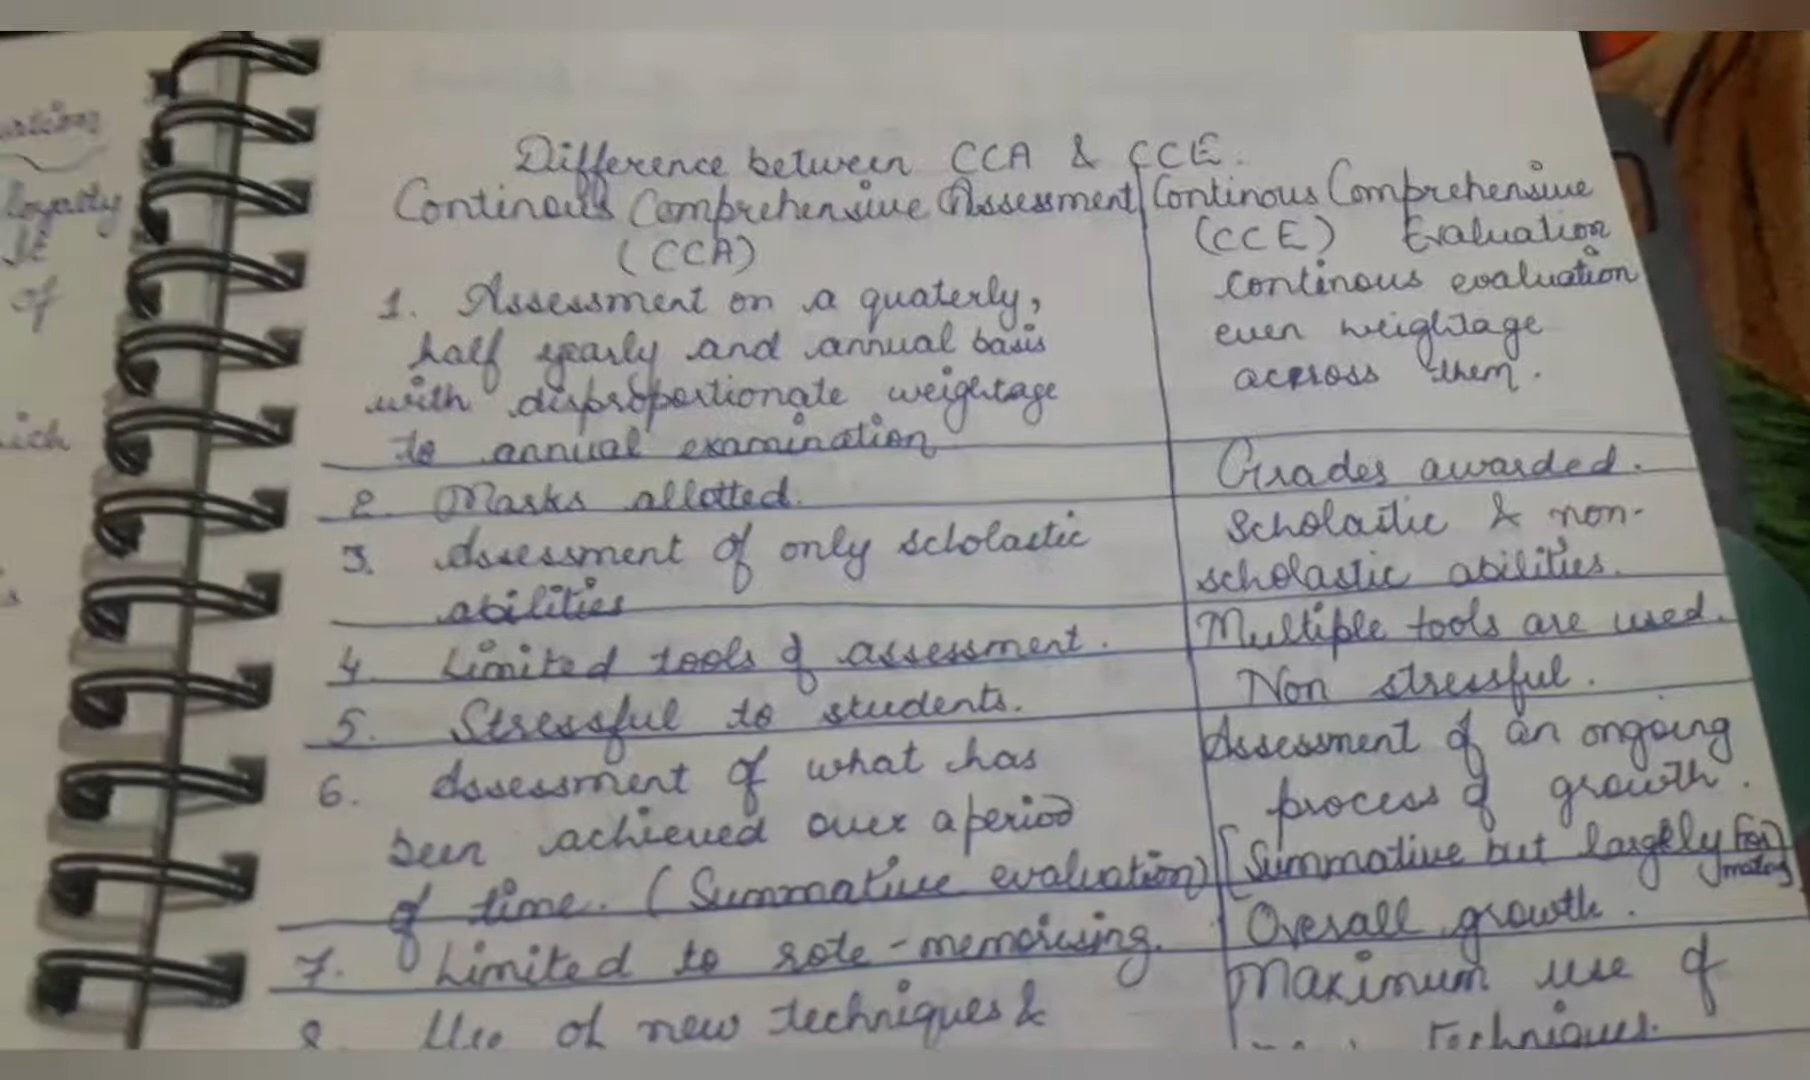 Difference between CCA & CCE.
Continous Comprehensive Assessment
(CCA)
1. Assessment on a quaterly,
half yearly and annual basis
with disproportionate weightage
to annual examination
Continous Comprehensive
(CCE) Evaluation
continous evaluation
even weightage
across them.
2. Marks allotted.
Grades awarded.
3. Assessment of only scholastic
abilities
Scholastic & non-
scholastic abilities.
4. Limited tools of assessment.
Multiple tools are used.
5. Stressful to students.
Non stressful.
6. Assessment of what has
been achieved over a period
of time. (Summative evaluation)
Assessment of an ongoing
process of growth.
[Summative but largely For
mative]
7. Limited to rote-memorising.
Overall growth.
8. Use of new techniques &
Maximum use of
techniques.
loyalty
of